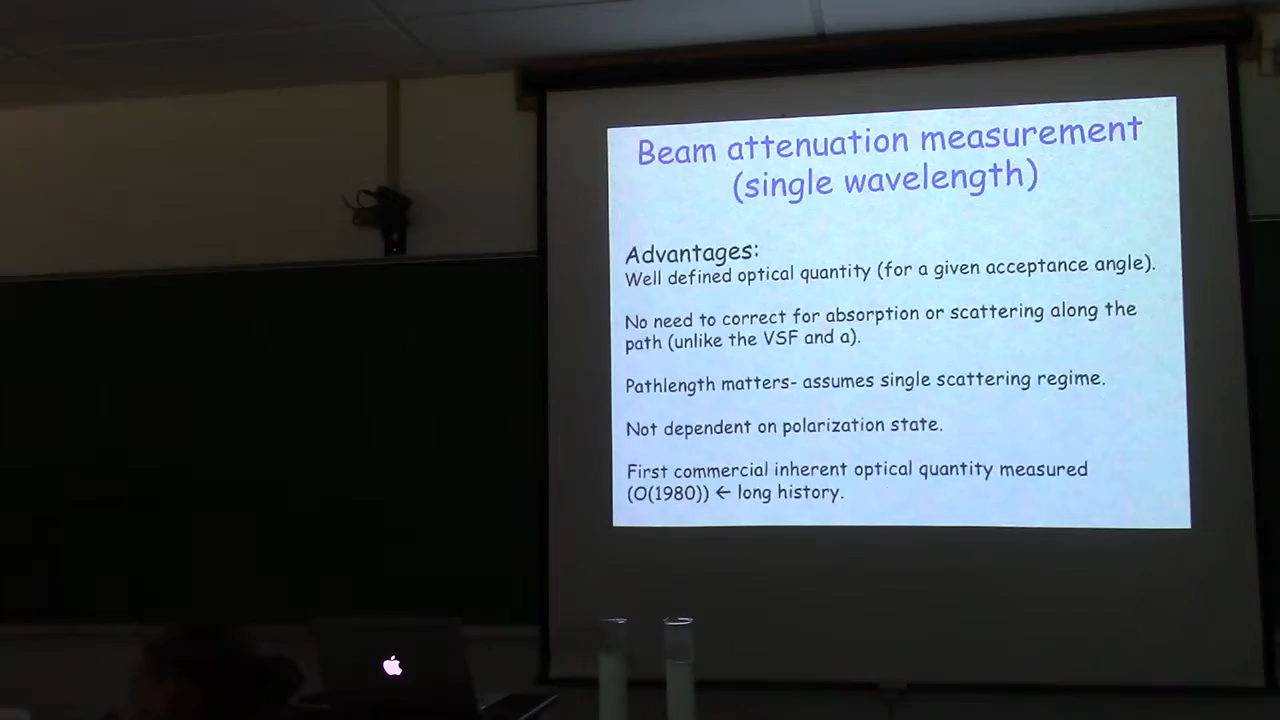 Beam attenuation measurement
(single wavelength)
Advantages:
Well defined optical quantity (for a given acceptance angle).
No need to correct for absorption or scattering along the
path (unlike the VSF and a).
Pathlength matters- assumes single scattering regime.
Not dependent on polarization state.
First commercial inherent optical quantity measured
(O(1980)) ← long history.